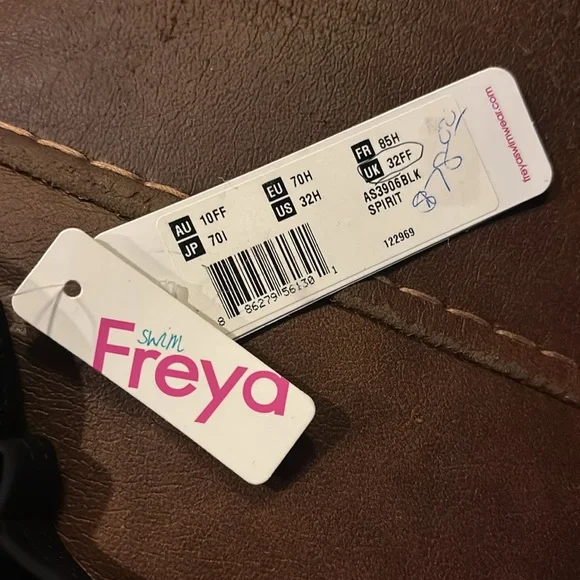 freyaswimwear.com
AU 10FF
JP 70I
EU 70H
US 32H
FR 85H
UK 32FF
AS3906BLK
SPIRIT
122969
8 86279 56130 1
swim
Freya